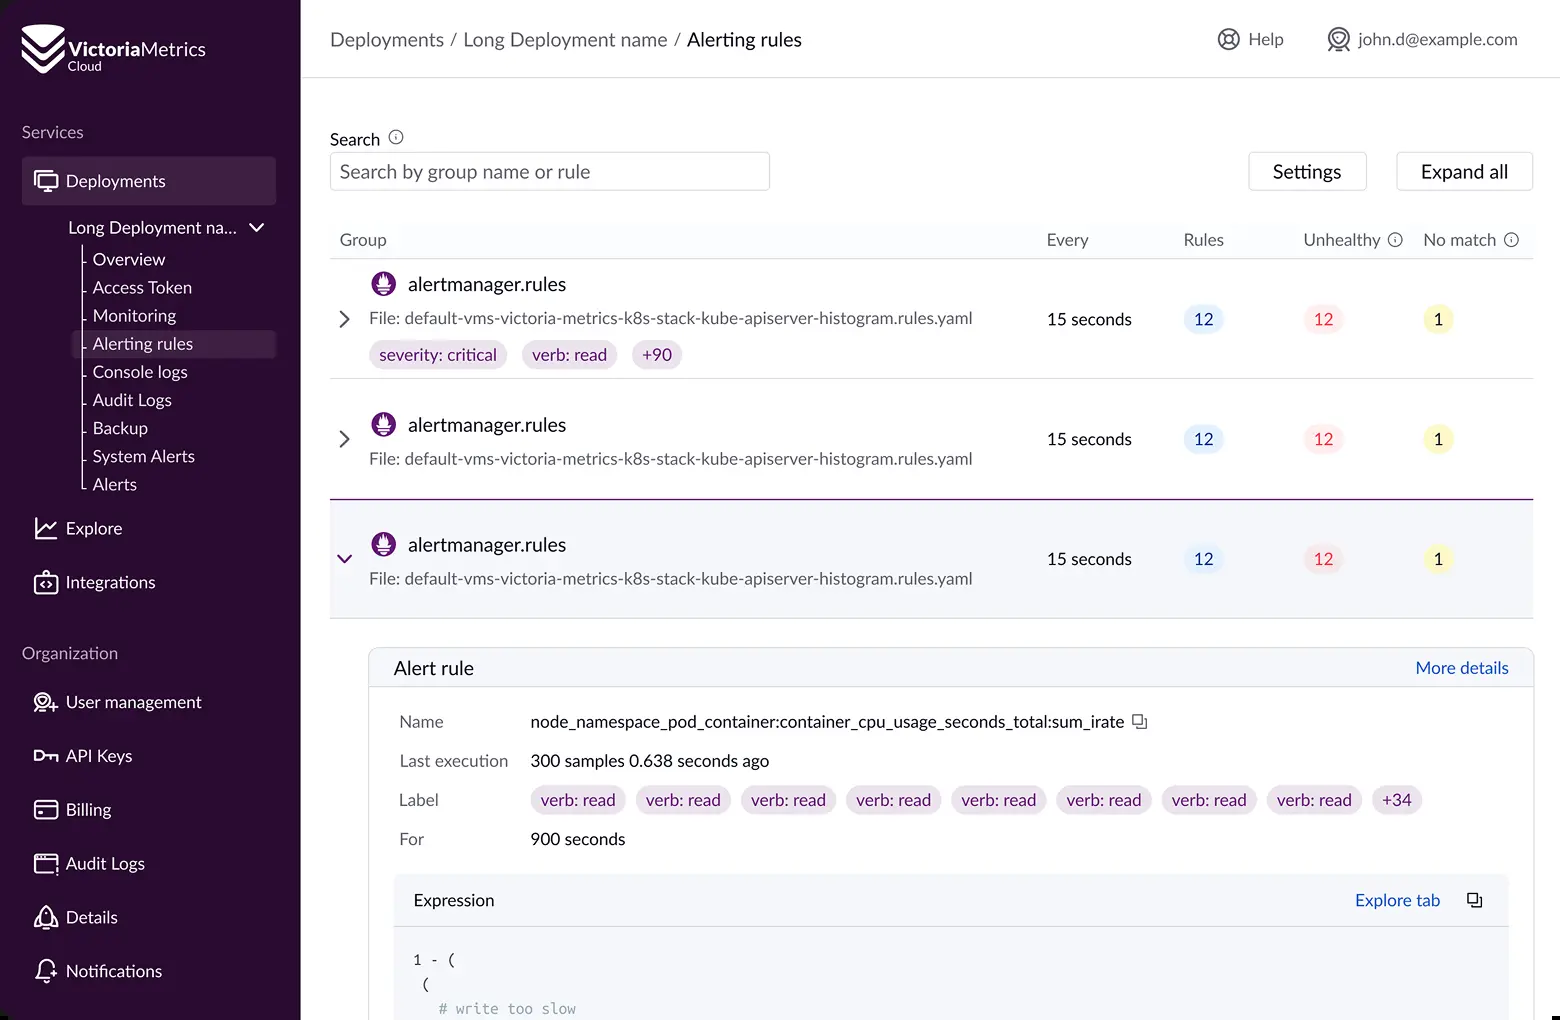 VictoriaMetrics
Cloud
Deployments / Long Deployment name / Alerting rules
Help
john.d@example.com
Services
Deployments
Long Deployment na...
Overview
Access Token
Monitoring
Alerting rules
Console logs
Audit Logs
Backup
System Alerts
Alerts
Explore
Integrations
Organization
User management
API Keys
Billing
Audit Logs
Details
Notifications
Search
Search by group name or rule
Settings
Expand all
Group Every Rules Unhealthy No match
alertmanager.rules
File: default-vms-victoria-metrics-k8s-stack-kube-apiserver-histogram.rules.yaml
15 seconds 12 12 1
severity: critical verb: read +90
alertmanager.rules
File: default-vms-victoria-metrics-k8s-stack-kube-apiserver-histogram.rules.yaml
15 seconds 12 12 1
alertmanager.rules
File: default-vms-victoria-metrics-k8s-stack-kube-apiserver-histogram.rules.yaml
15 seconds 12 12 1
Alert rule More details
Name node_namespace_pod_container:container_cpu_usage_seconds_total:sum_irate
Last execution 300 samples 0.638 seconds ago
Label verb: read verb: read verb: read verb: read verb: read verb: read verb: read verb: read +34
For 900 seconds
Expression Explore tab
1 - (
(
# write too slow